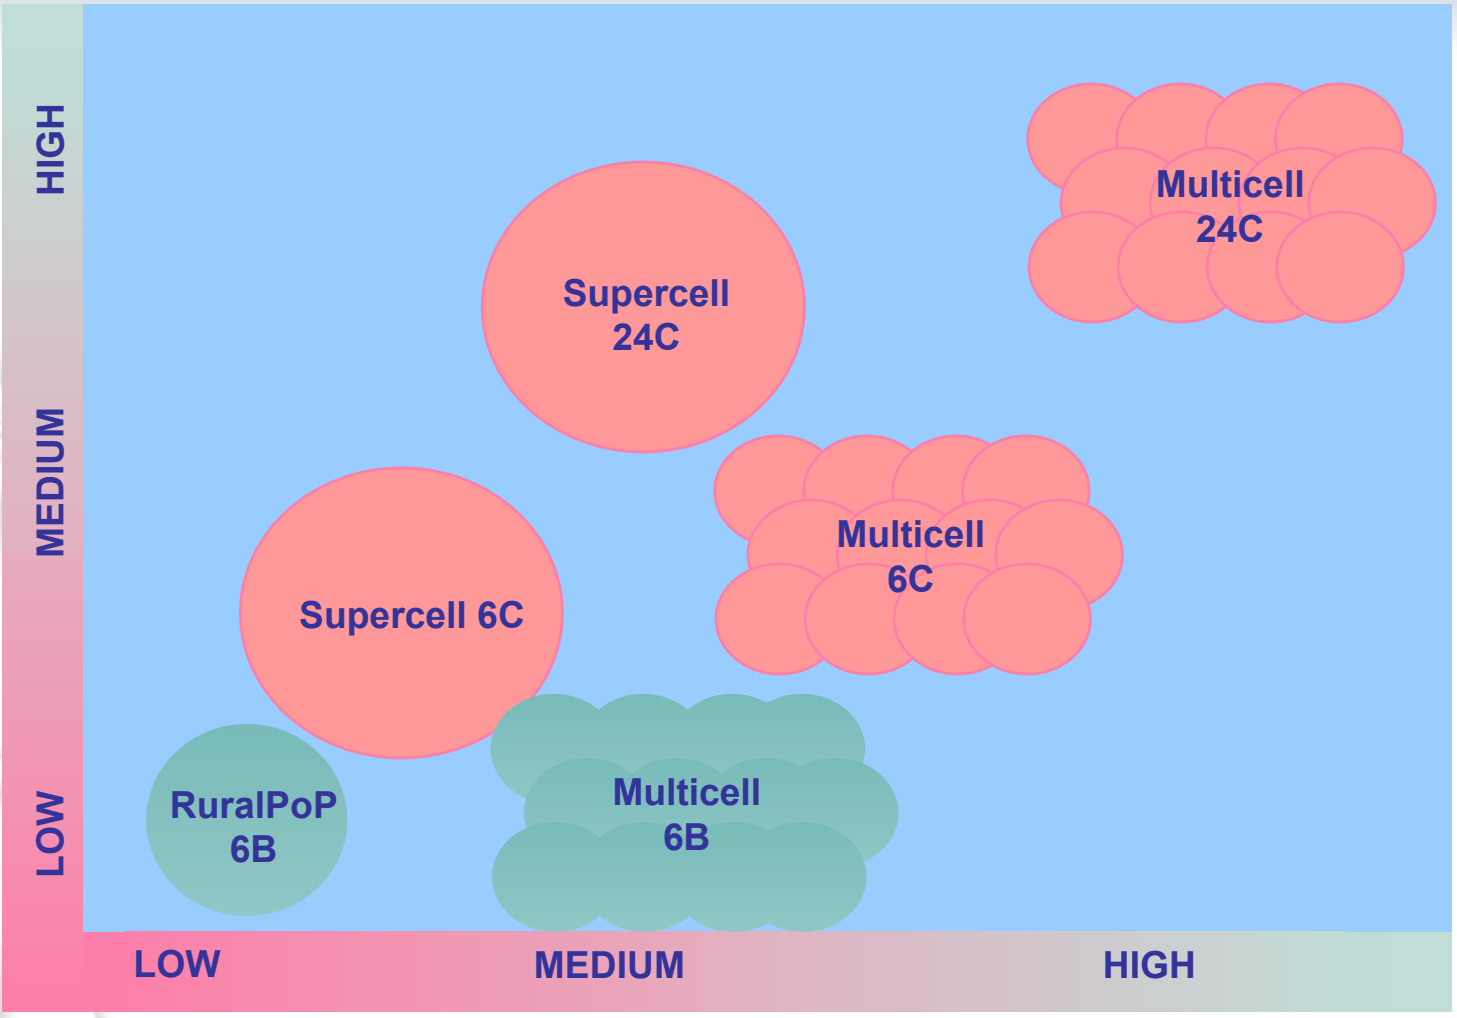 HIGH
MEDIUM
LOW
Multicell
24C
Supercell
24C
Multicell
6C
Supercell 6C
RuralPoP
6B
Multicell
6B
LOW
MEDIUM
HIGH